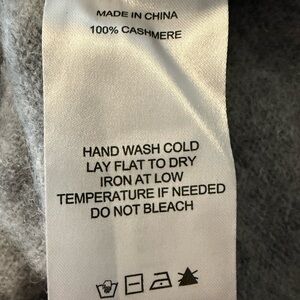 MADE IN CHINA
100% CASHMERE
HAND WASH COLD
LAY FLAT TO DRY
IRON AT LOW
TEMPERATURE IF NEEDED
DO NOT BLEACH